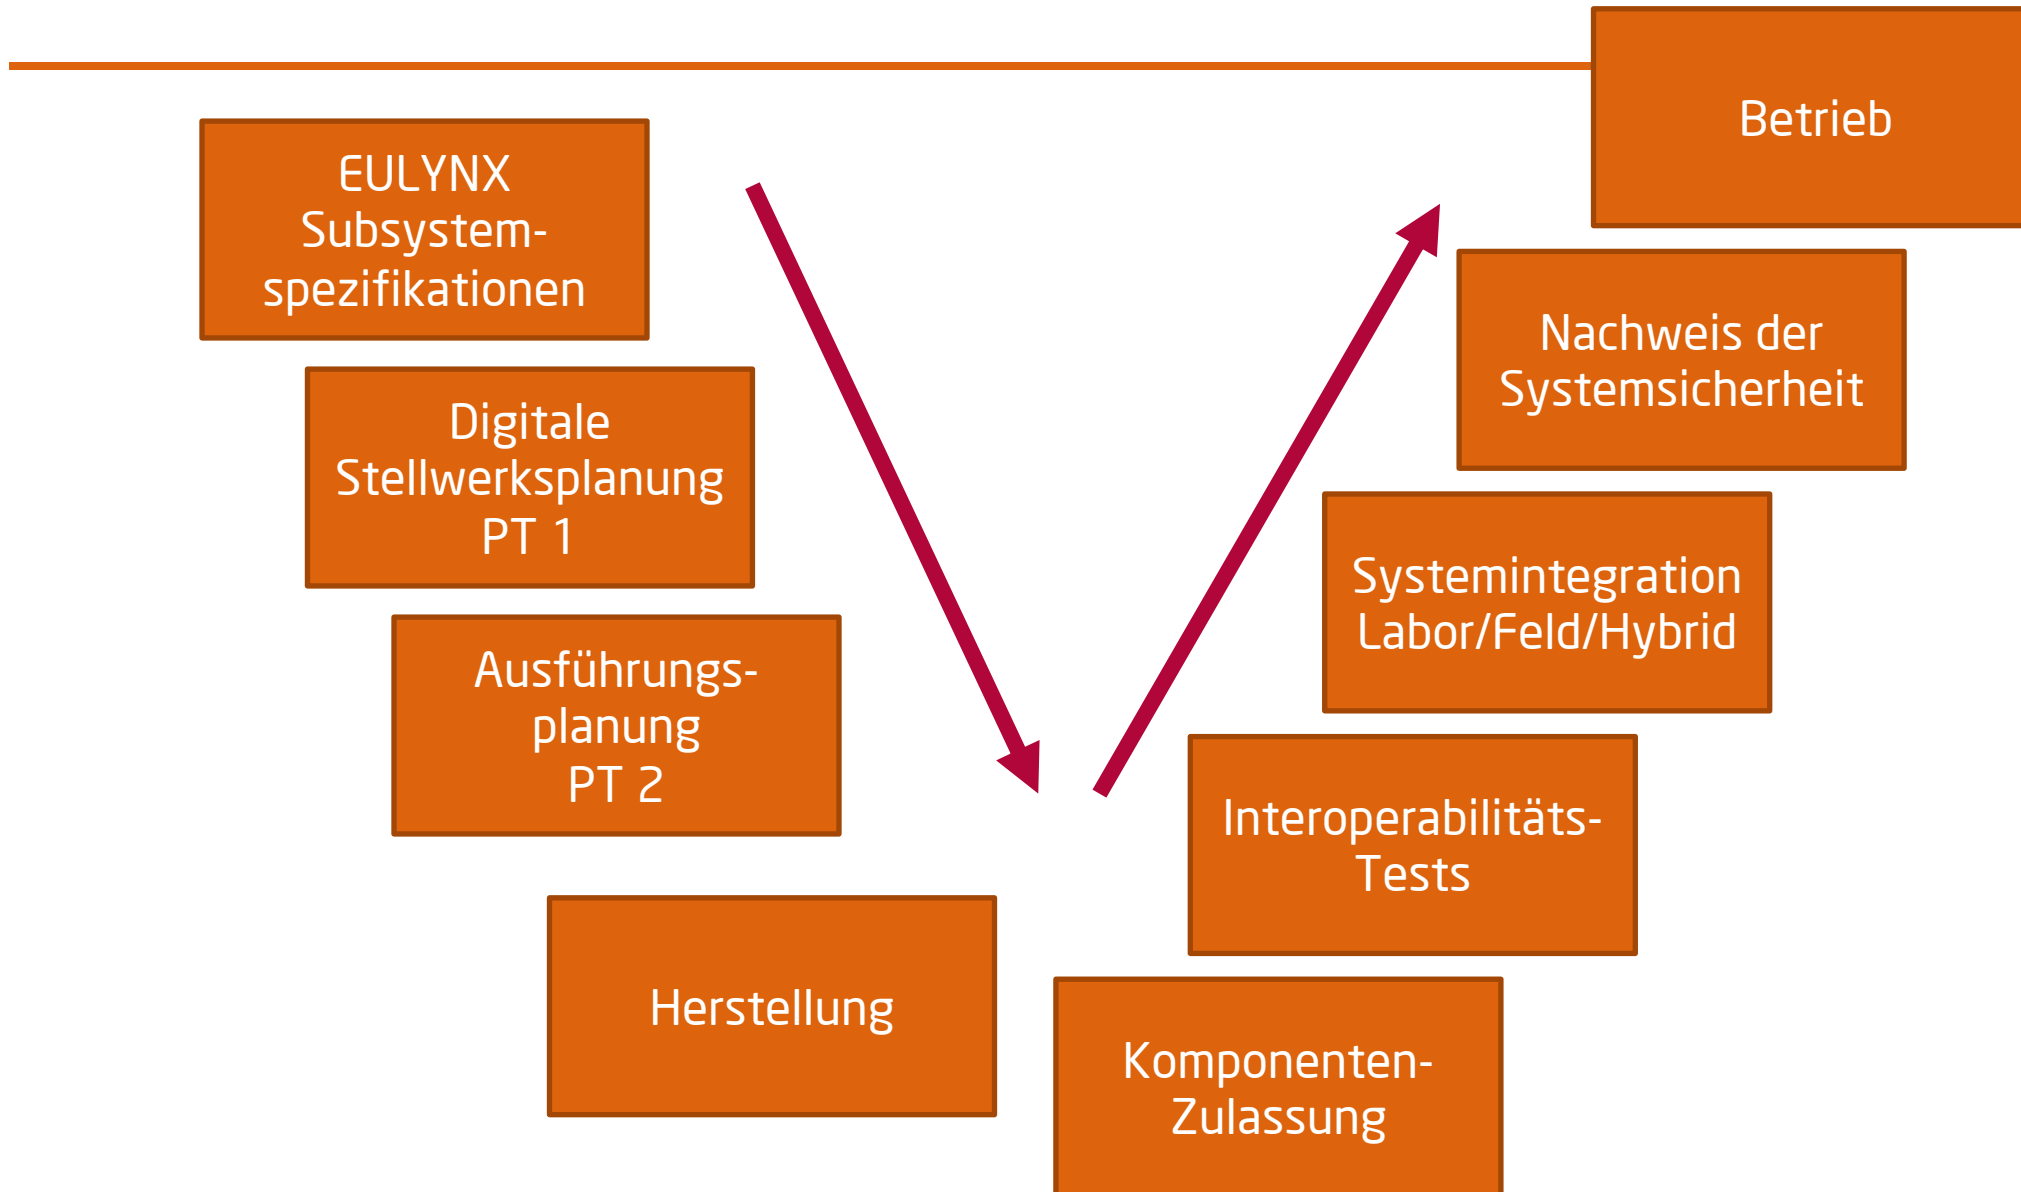 EULYNX
Subsystem-
spezifikationen
Digitale
Stellwerksplanung
PT 1
Ausführungs-
planung
PT 2
Herstellung
Komponenten-
Zulassung
Interoperabilitäts-
Tests
Systemintegration
Labor/Feld/Hybrid
Nachweis der
Systemsicherheit
Betrieb